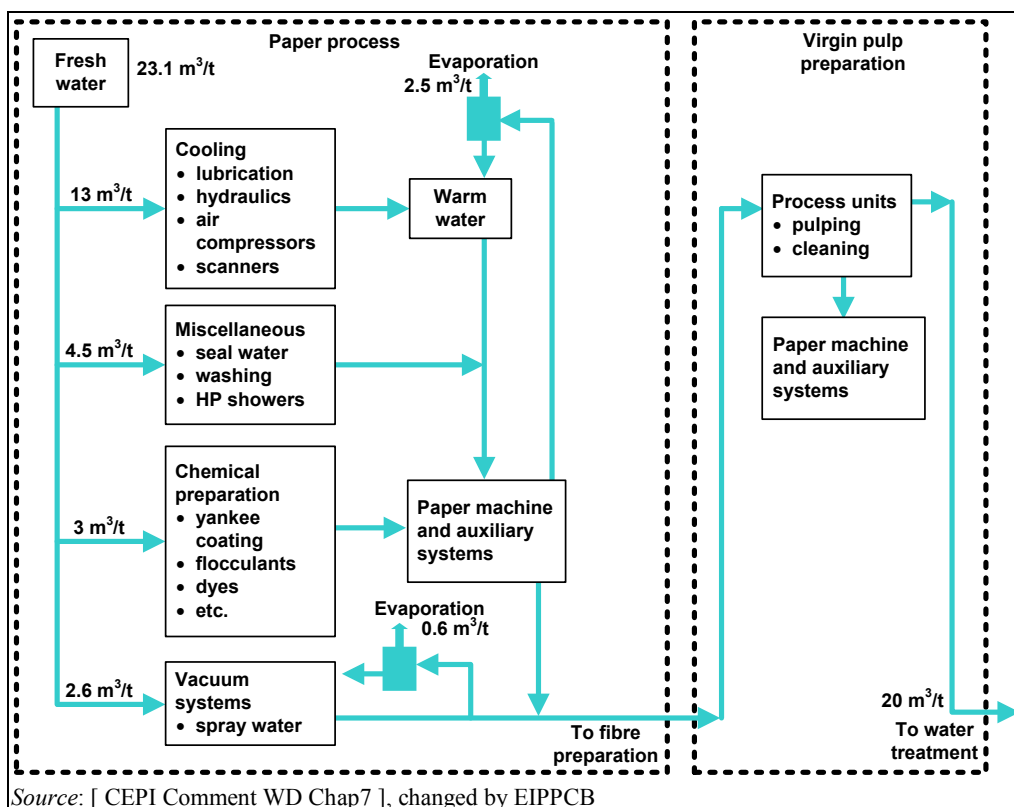 Paper process
Virgin pulp
preparation
Fresh
water
23.1 m³/t
Evaporation
2.5 m³/t
Cooling
• lubrication
• hydraulics
• air
compressors
• scanners
13 m³/t
Warm
water
Process units
• pulping
• cleaning
Miscellaneous
• seal water
• washing
• HP showers
4.5 m³/t
Paper machine
and auxiliary
systems
Chemical
preparation
• yankee
coating
• flocculants
• dyes
• etc.
3 m³/t
Paper machine
and auxiliary
systems
Evaporation
0.6 m³/t
Vacuum
systems
• spray water
2.6 m³/t
To fibre
preparation
20 m³/t
To water
treatment
Source: [ CEPI Comment WD Chap7 ], changed by EIPPCB